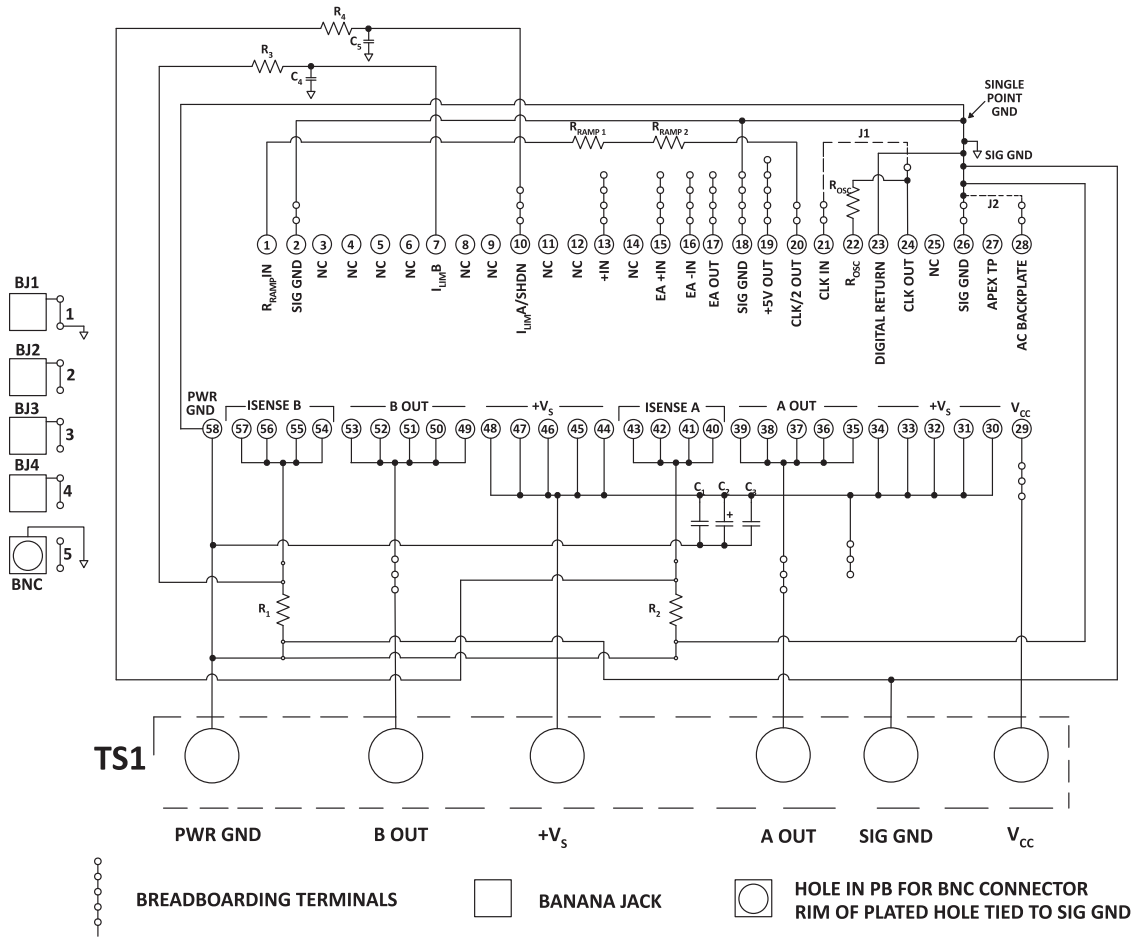 R4
C5
R3
C4
SINGLE
POINT
GND
RRAMP 1
RRAMP 2
J1
SIG GND
ROSC
J2
1 2 3 4 5 6 7 8 9 10 11 12 13 14 15 16 17 18 19 20 21 22 23 24 25 26 27 28
RRAMPIN
SIG GND
NC
NC
NC
NC
ILIMB
NC
NC
ILIMA/SHDN
NC
NC
+IN
NC
EA +IN
EA -IN
EA OUT
SIG GND
+5V OUT
CLK/2 OUT
CLK IN
ROSC
DIGITAL RETURN
CLK OUT
NC
SIG GND
APEX TP
AC BACKPLATE
BJ1
1
BJ2
2
BJ3
3
BJ4
4
5
BNC
PWR
GND
ISENSE B
B OUT
+VS
ISENSE A
A OUT
+VS
VCC
58 57 56 55 54 53 52 51 50 49 48 47 46 45 44 43 42 41 40 39 38 37 36 35 34 33 32 31 30 29
C1
C2
C3
+
R1
R2
TS1
PWR GND
B OUT
+VS
A OUT
SIG GND
VCC
BREADBOARDING TERMINALS
BANANA JACK
HOLE IN PB FOR BNC CONNECTOR
RIM OF PLATED HOLE TIED TO SIG GND